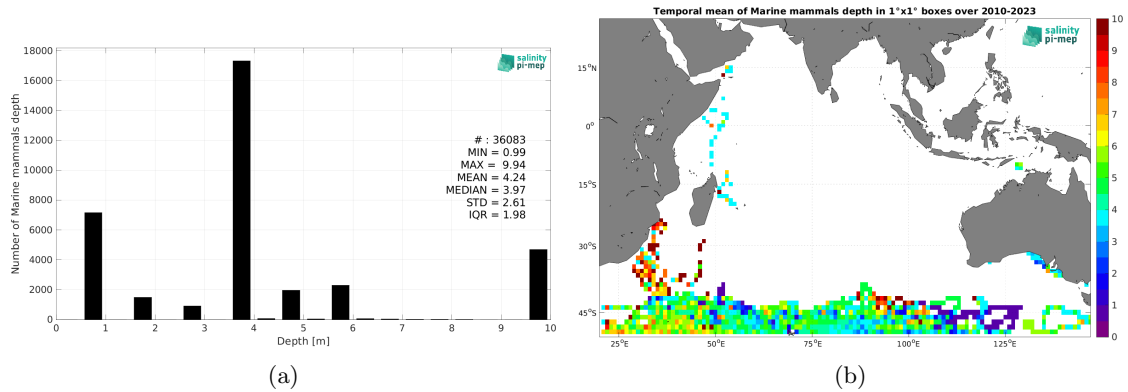 18000
16000
14000
12000
10000
8000
6000
4000
2000
0
Number of Marine mammals depth
salinity
pi-mep
# : 36083
MIN = 0.99
MAX = 9.94
MEAN = 4.24
MEDIAN = 3.97
STD = 2.61
IQR = 1.98
0 1 2 3 4 5 6 7 8 9 10
Depth [m]
(a)
Temporal mean of Marine mammals depth in 1°x1° boxes over 2010-2023
salinity
pi-mep
15°N
0°
15°S
30°S
45°S
25°E 50°E 75°E 100°E 125°E
10
9
8
7
6
5
4
3
2
1
0
(b)